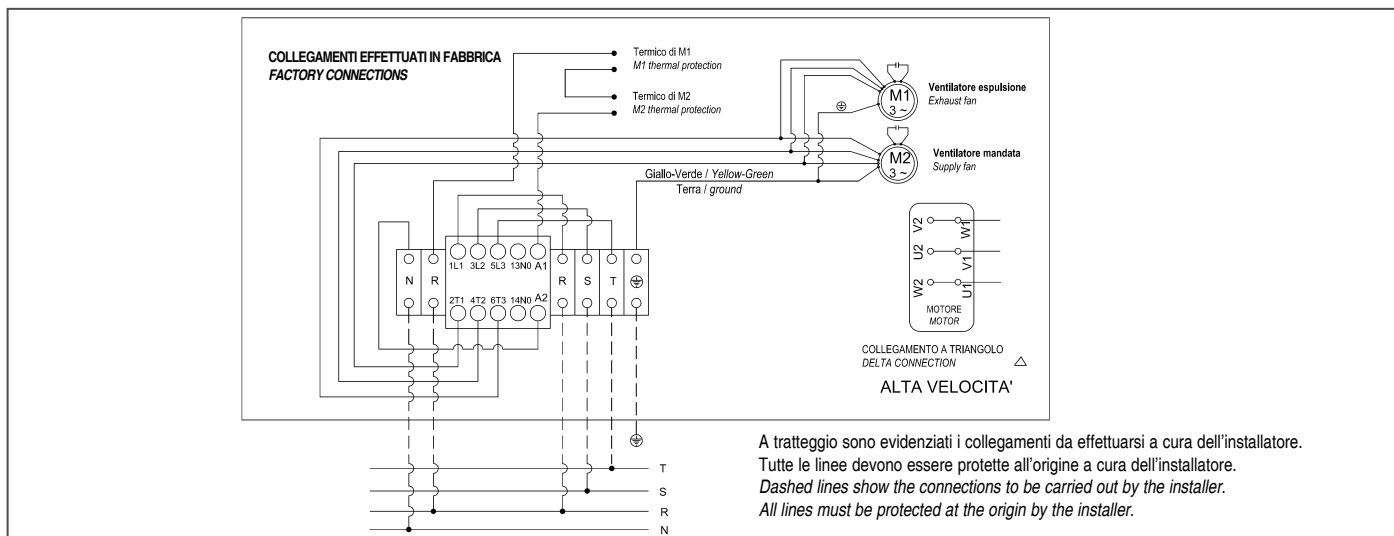 COLLEGAMENTI EFFETTUATI IN FABBRICA
FACTORY CONNECTIONS
Termico di M1
M1 thermal protection
Termico di M2
M2 thermal protection
M1
3 ~
Ventilatore espulsione
Exhaust fan
M2
3 ~
Ventilatore mandata
Supply fan
Giallo-Verde / Yellow-Green
Terra / ground
N R 1L1 3L2 5L3 13N0 A1 R S T
2T1 4T2 6T3 14N0 A2
V2 W1
U2 V1
W2 U1
MOTORE
MOTOR
COLLEGAMENTO A TRIANGOLO
DELTA CONNECTION
ALTA VELOCITA'
T
S
R
N
A tratteggio sono evidenziati i collegamenti da effettuarsi a cura dell'installatore.
Tutte le linee devono essere protette all'origine a cura dell'installatore.
Dashed lines show the connections to be carried out by the installer.
All lines must be protected at the origin by the installer.